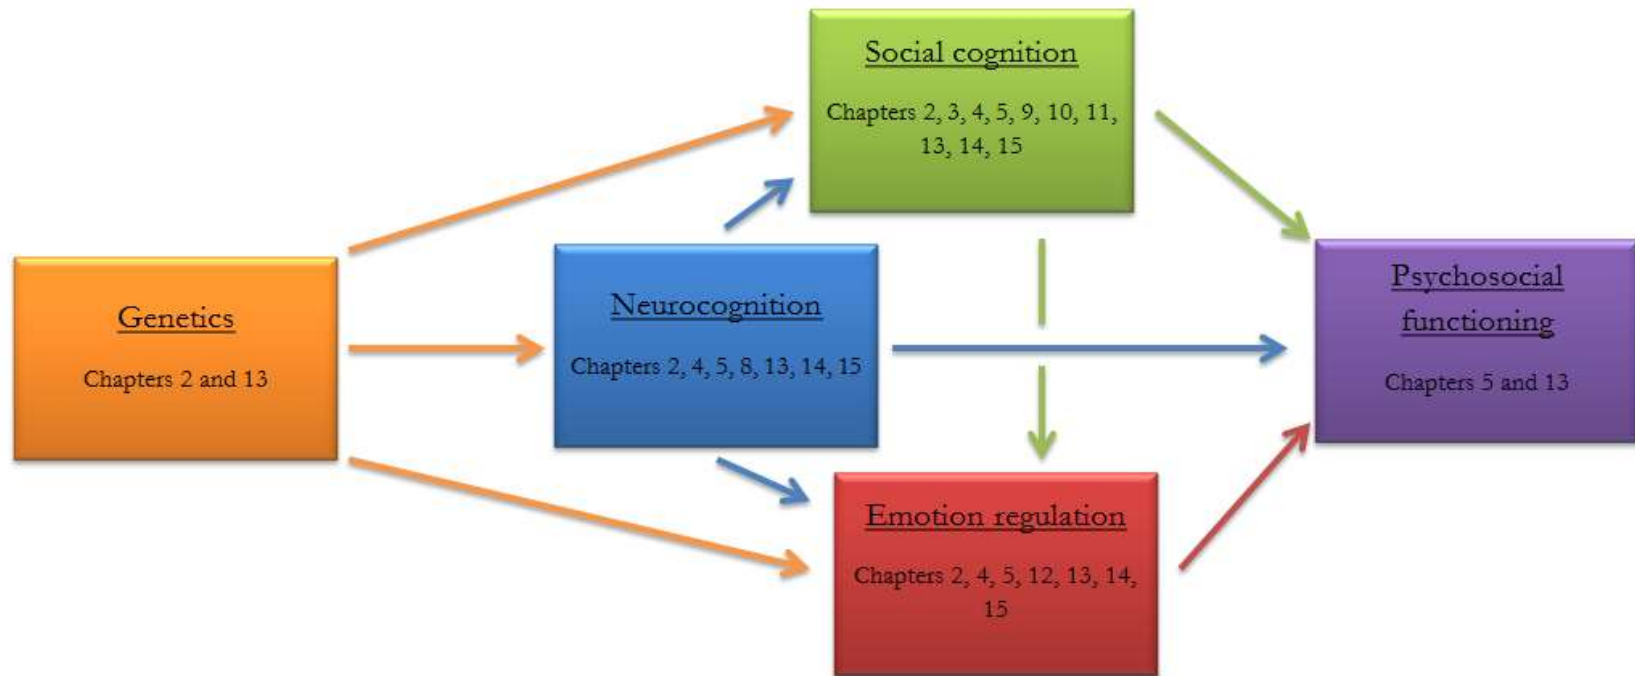 Social cognition
Chapters 2, 3, 4, 5, 9, 10, 11,
13, 14, 15
Genetics
Chapters 2 and 13
Neurocognition
Chapters 2, 4, 5, 8, 13, 14, 15
Psychosocial
functioning
Chapters 5 and 13
Emotion regulation
Chapters 2, 4, 5, 12, 13, 14,
15